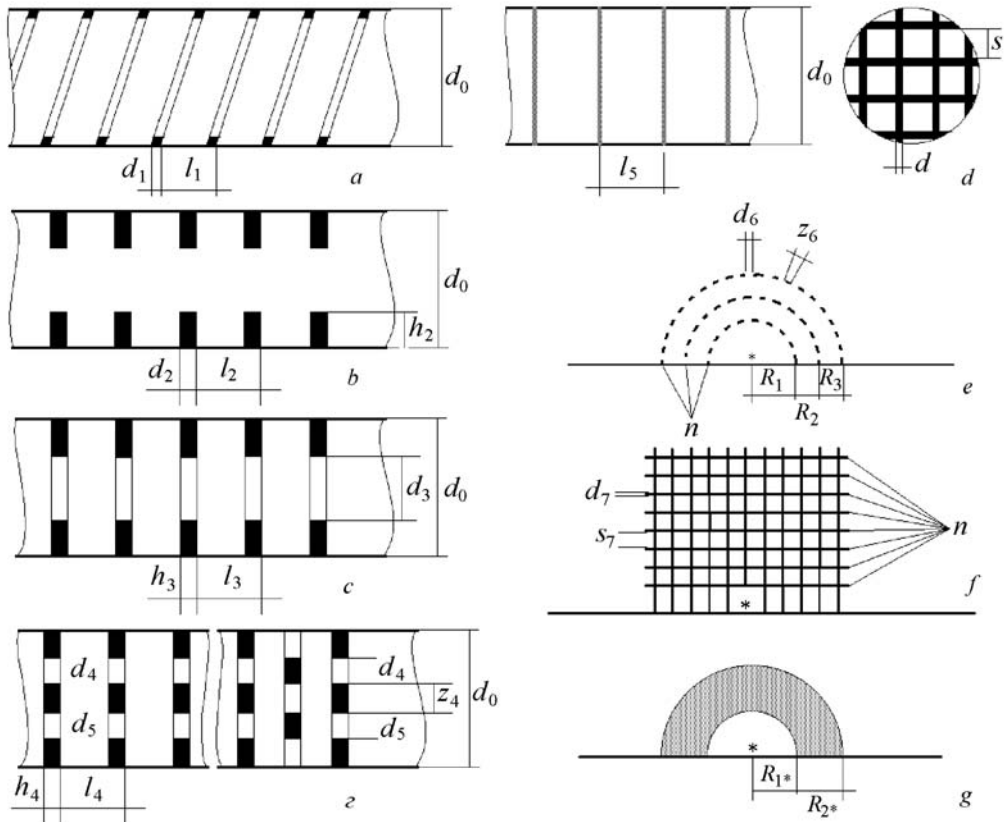 d₀
d₁
l₁
a
d₀
h₂
d₂
l₂
b
d₃
d₀
h₃
l₃
c
d₄
d₅
h₄
l₄
d₄
z₄
d₅
d₀
г
d₀
l₅
s
d
d
d₆
z₆
*
R₁
R₃
R₂
n
e
d₇
s₇
n
*
f
*
R₁*
R₂*
g